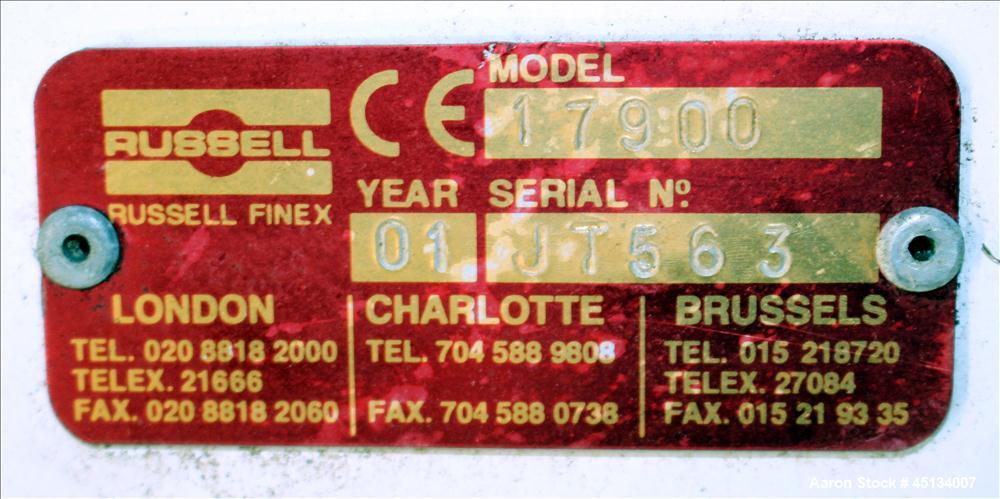 RUSSELL
RUSSELL FINEX
CE
MODEL
17900
YEAR SERIAL Nº.
01 JT563
LONDON
TEL. 020 8818 2000
TELEX. 21666
FAX. 020 8818 2060
CHARLOTTE
TEL. 704 588 9808
FAX. 704 588 0738
BRUSSELS
TEL. 015 218720
TELEX. 27084
FAX. 015 21 93 35
Aaron Stock # 45134007